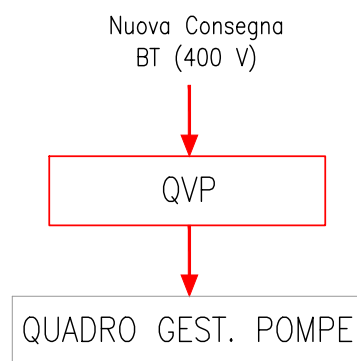 Nuova Consegna
BT (400 V)
QVP
QUADRO GEST. POMPE